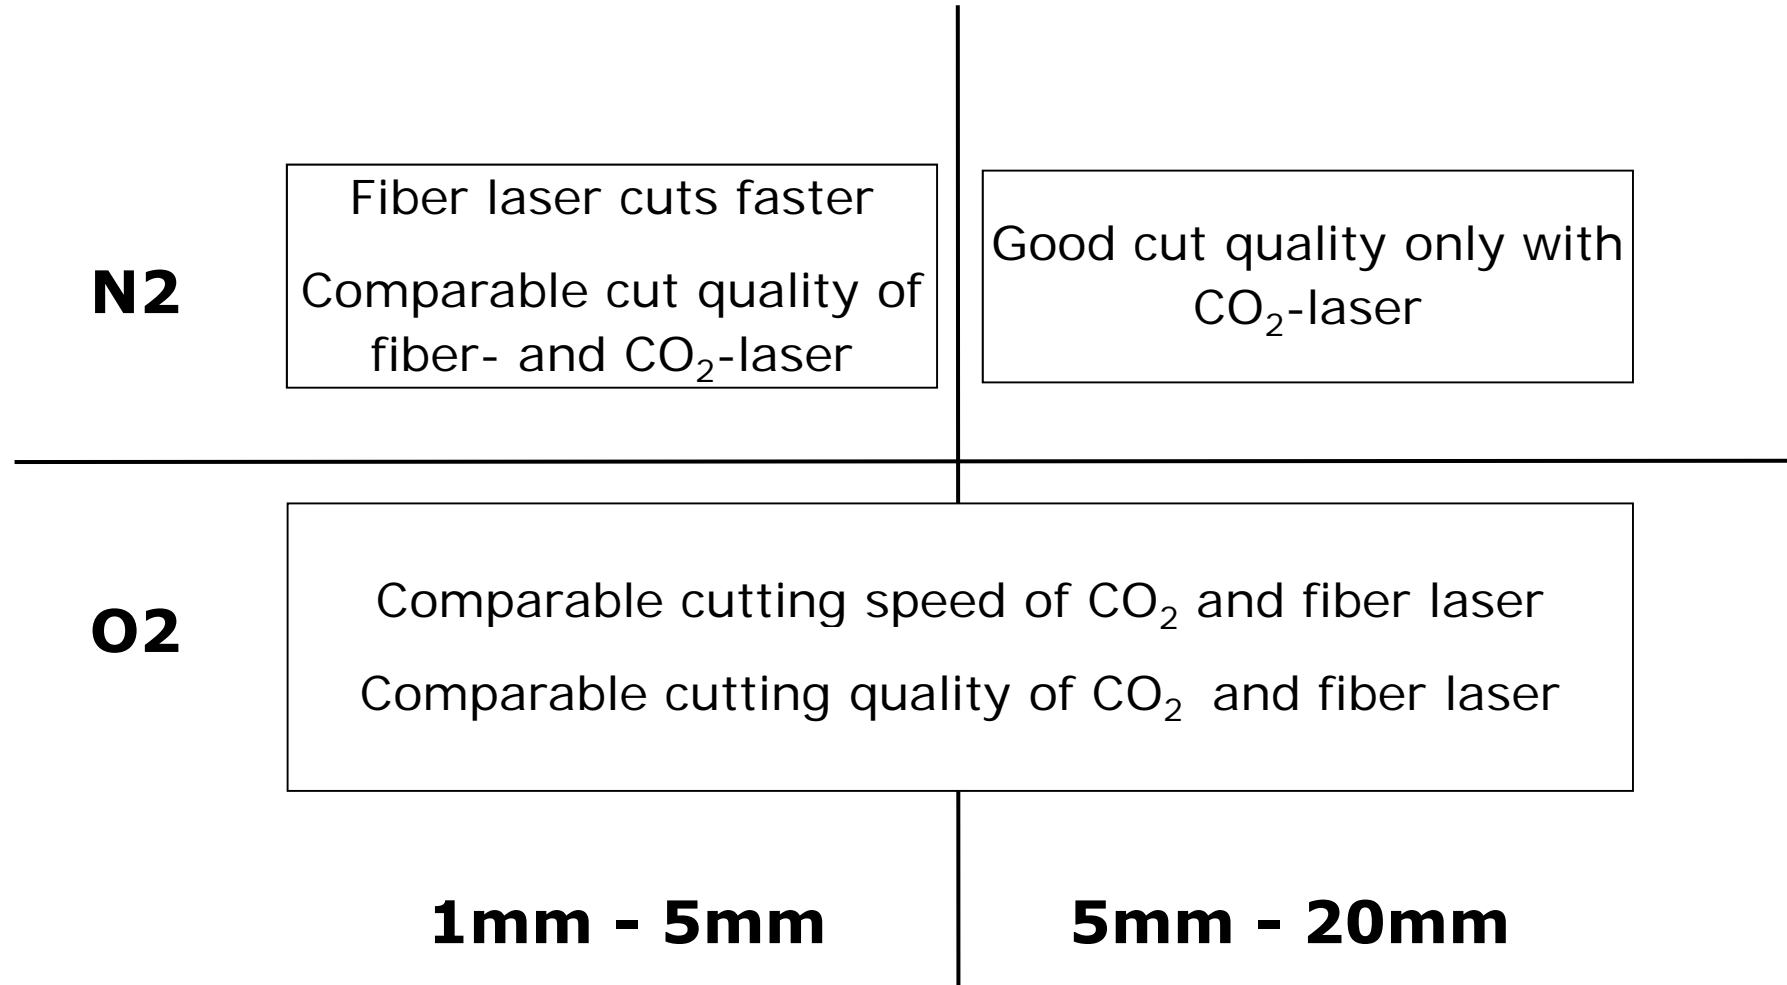 N2
Fiber laser cuts faster
Comparable cut quality of
fiber- and CO₂-laser
Good cut quality only with
CO₂-laser
O2
Comparable cutting speed of CO₂ and fiber laser
Comparable cutting quality of CO₂ and fiber laser
1mm - 5mm
5mm - 20mm